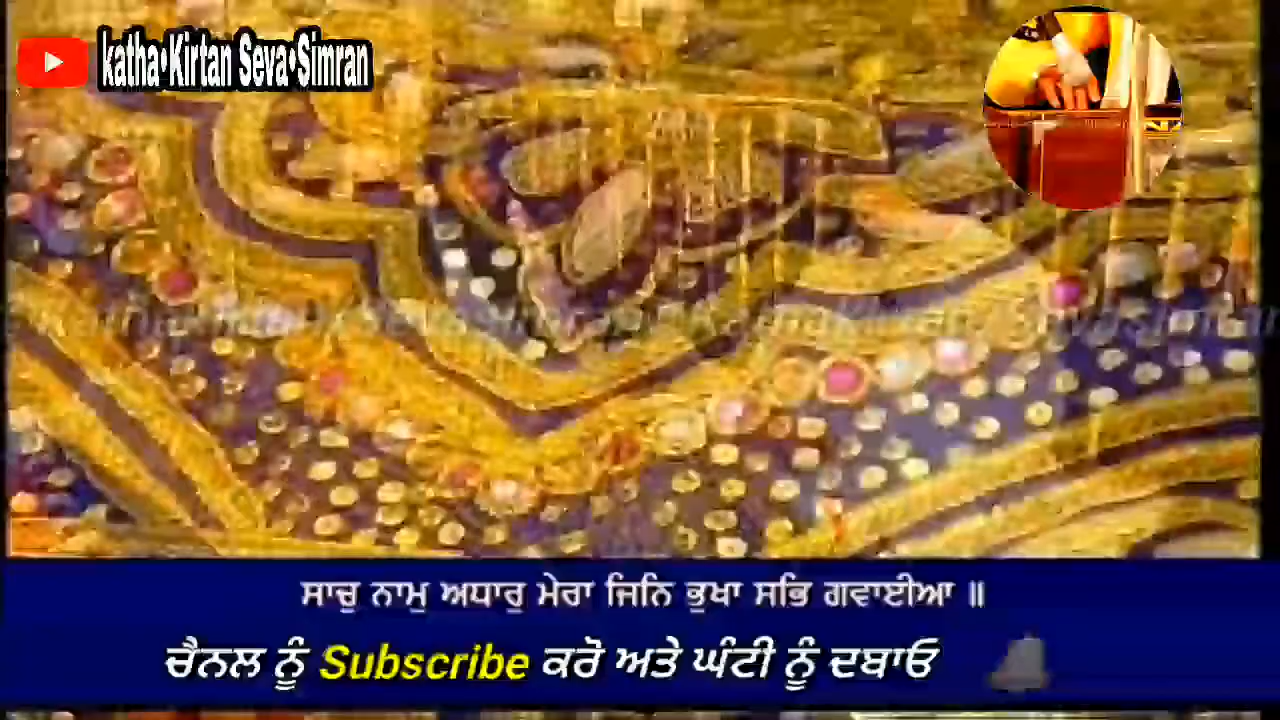 katha•Kirtan Seva•Simran
ਸਾਚੁ ਨਾਮੁ ਅਧਾਰੁ ਮੇਰਾ ਜਿਨਿ ਭੁਖਾ ਸਭਿ ਗਵਾਈਆ ॥
ਚੈਨਲ ਨੂੰ Subscribe ਕਰੋ ਅਤੇ ਘੰਟੀ ਨੂੰ ਦਬਾਓ